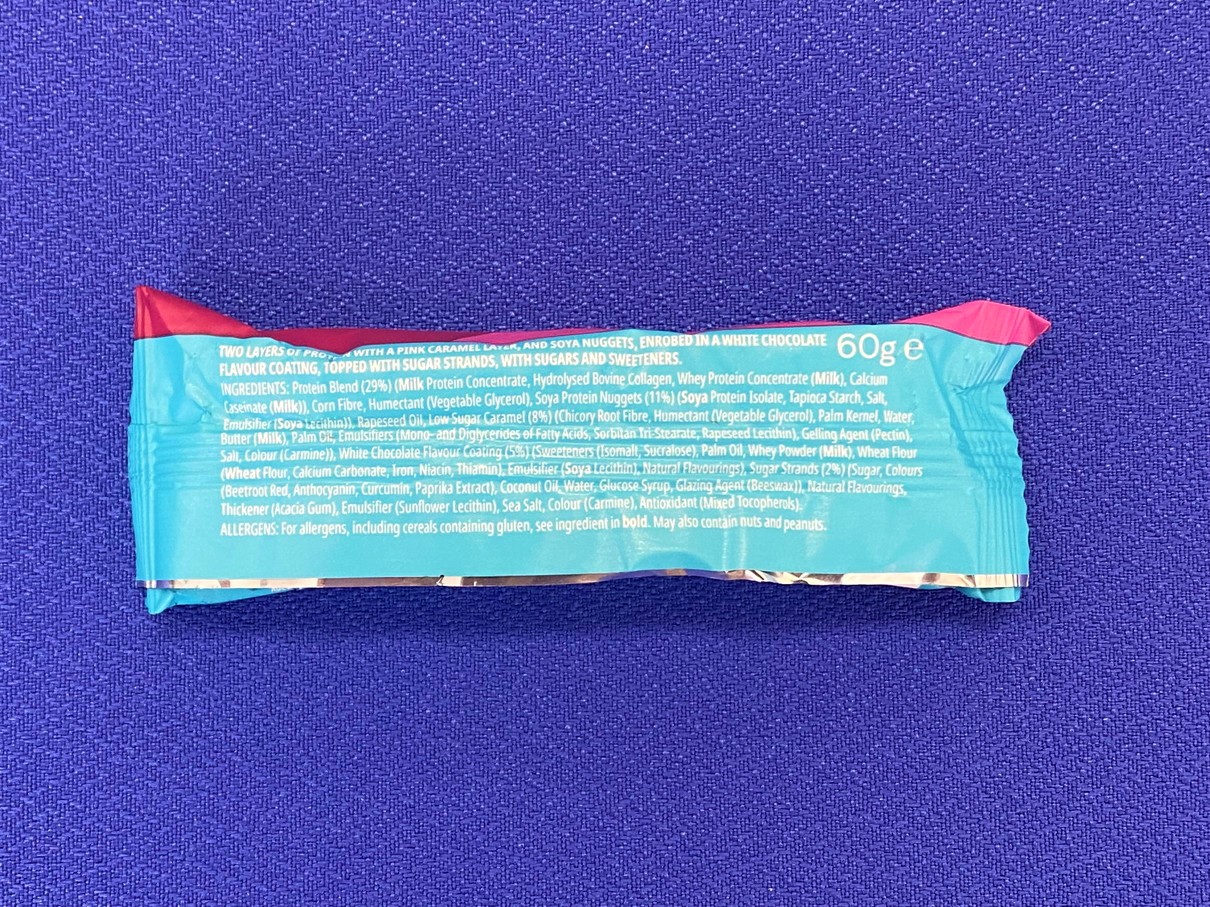 TWO LAYERS OF PROTEIN WITH A PINK CARAMEL LAYER, AND SOYA NUGGETS, ENROBED IN A WHITE CHOCOLATE 60g e
FLAVOUR COATING, TOPPED WITH SUGAR STRANDS, WITH SUGARS AND SWEETENERS.
INGREDIENTS: Protein Blend (29%) (Milk Protein Concentrate, Hydrolysed Bovine Collagen, Whey Protein Concentrate (Milk), Calcium
Caseinate (Milk)), Corn Fibre, Humectant (Vegetable Glycerol), Soya Protein Nuggets (11%) (Soya Protein Isolate, Tapioca Starch, Salt,
Emulsifier (Soya Lecithin)), Rapeseed Oil, Low Sugar Caramel (8%) (Chicory Root Fibre, Humectant (Vegetable Glycerol), Palm Kernel, Water,
Butter (Milk), Palm Oil, Emulsifiers (Mono- and Diglycerides of Fatty Acids, Sorbitan Tri-Stearate, Rapeseed Lecithin), Gelling Agent (Pectin),
Salt, Colour (Carmine)), White Chocolate Flavour Coating (5%) (Sweeteners (Isomalt, Sucralose), Palm Oil, Whey Powder (Milk), Wheat Flour
(Wheat Flour, Calcium Carbonate, Iron, Niacin, Thiamin), Emulsifier (Soya Lecithin), Natural Flavourings), Sugar Strands (2%) (Sugar, Colours
(Beetroot Red, Anthocyanin, Curcumin, Paprika Extract), Coconut Oil, Water, Glucose Syrup, Glazing Agent (Beeswax)), Natural Flavourings,
Thickener (Acacia Gum), Emulsifier (Sunflower Lecithin), Sea Salt, Colour (Carmine), Antioxidant (Mixed Tocopherols).
ALLERGENS: For allergens, including cereals containing gluten, see ingredient in bold. May also contain nuts and peanuts.